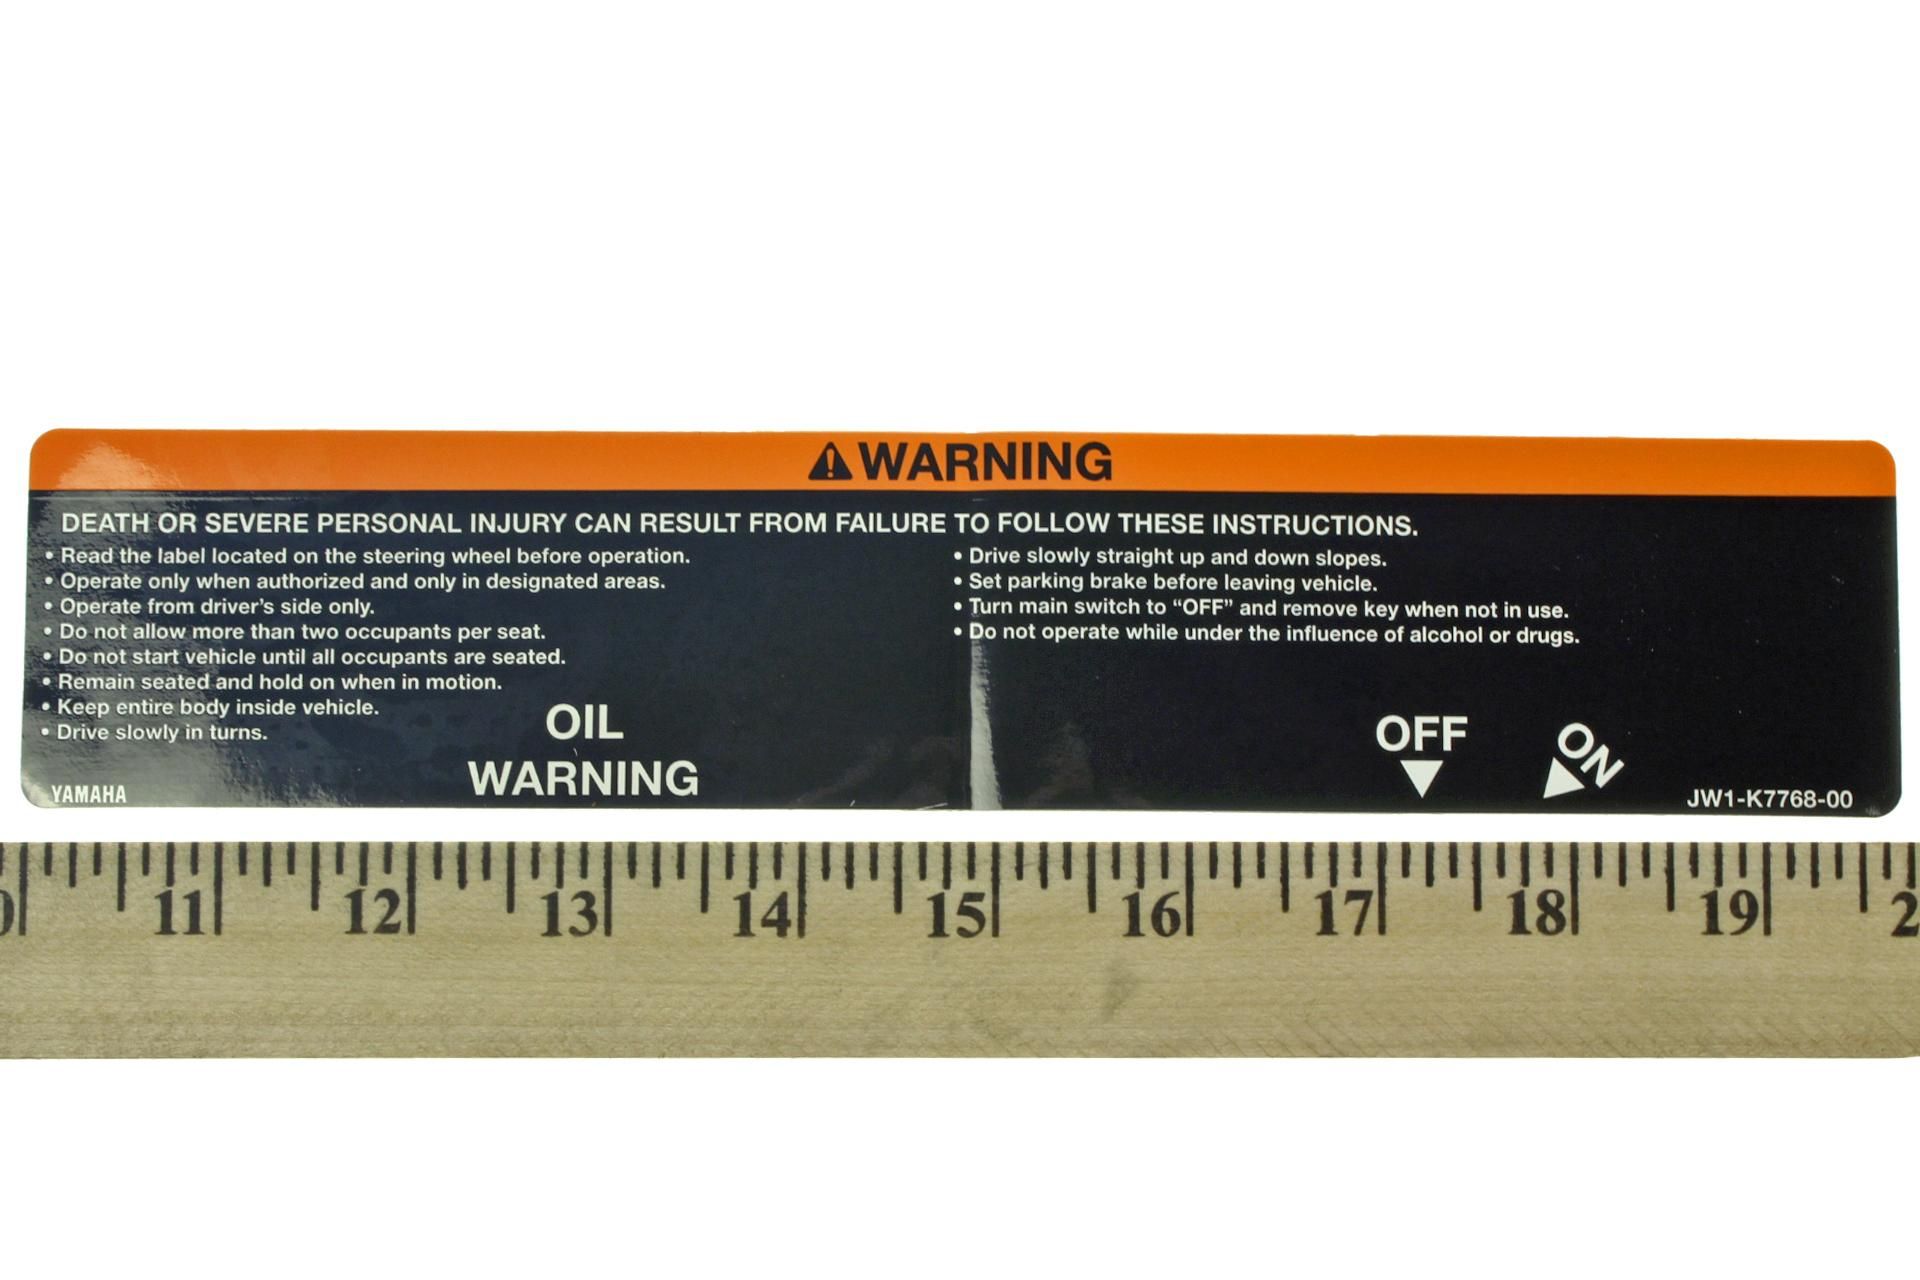 WARNING
DEATH OR SEVERE PERSONAL INJURY CAN RESULT FROM FAILURE TO FOLLOW THESE INSTRUCTIONS.
• Read the label located on the steering wheel before operation.
• Operate only when authorized and only in designated areas.
• Operate from driver's side only.
• Do not allow more than two occupants per seat.
• Do not start vehicle until all occupants are seated.
• Remain seated and hold on when in motion.
• Keep entire body inside vehicle.
• Drive slowly in turns.
• Drive slowly straight up and down slopes.
• Set parking brake before leaving vehicle.
• Turn main switch to “OFF” and remove key when not in use.
• Do not operate while under the influence of alcohol or drugs.
OIL
WARNING
OFF
ON
YAMAHA
JW1-K7768-00
0 11 12 13 14 15 16 17 18 19 2